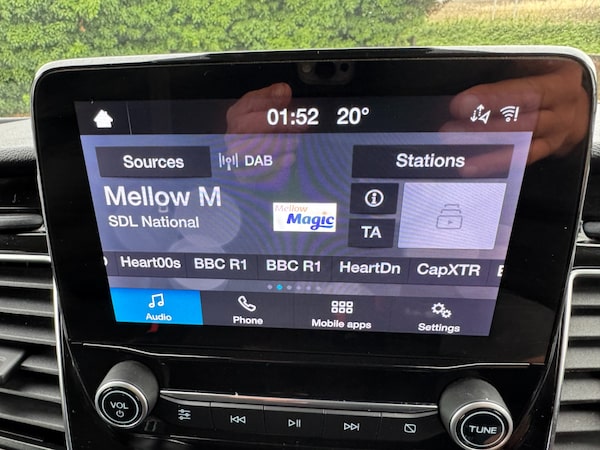 01:52 20°
Sources DAB Stations
Mellow M
SDL National
Mellow
Magic
i
TA
Heart00s BBC R1 BBC R1 HeartDn CapXTR
Audio Phone Mobile apps Settings
VOL
TUNE